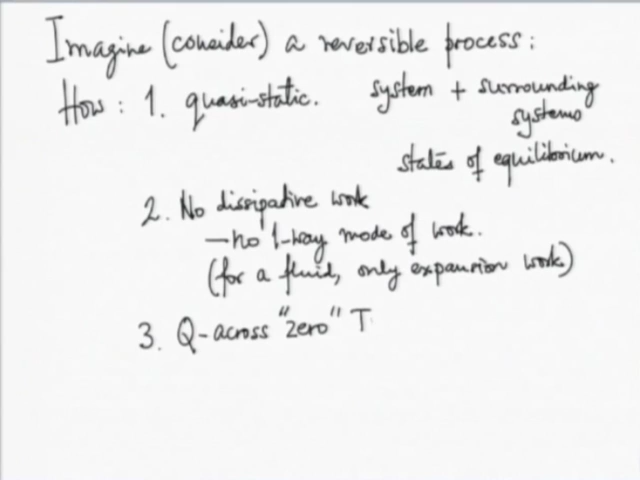 Imagine (consider) a reversible process:
How: 1. quasi-static. system + surrounding
systems
states of equilibrium.
2. No dissipative work
- no 1-way mode of work.
(for a fluid, only expansion work)
3. Q-across "zero" T